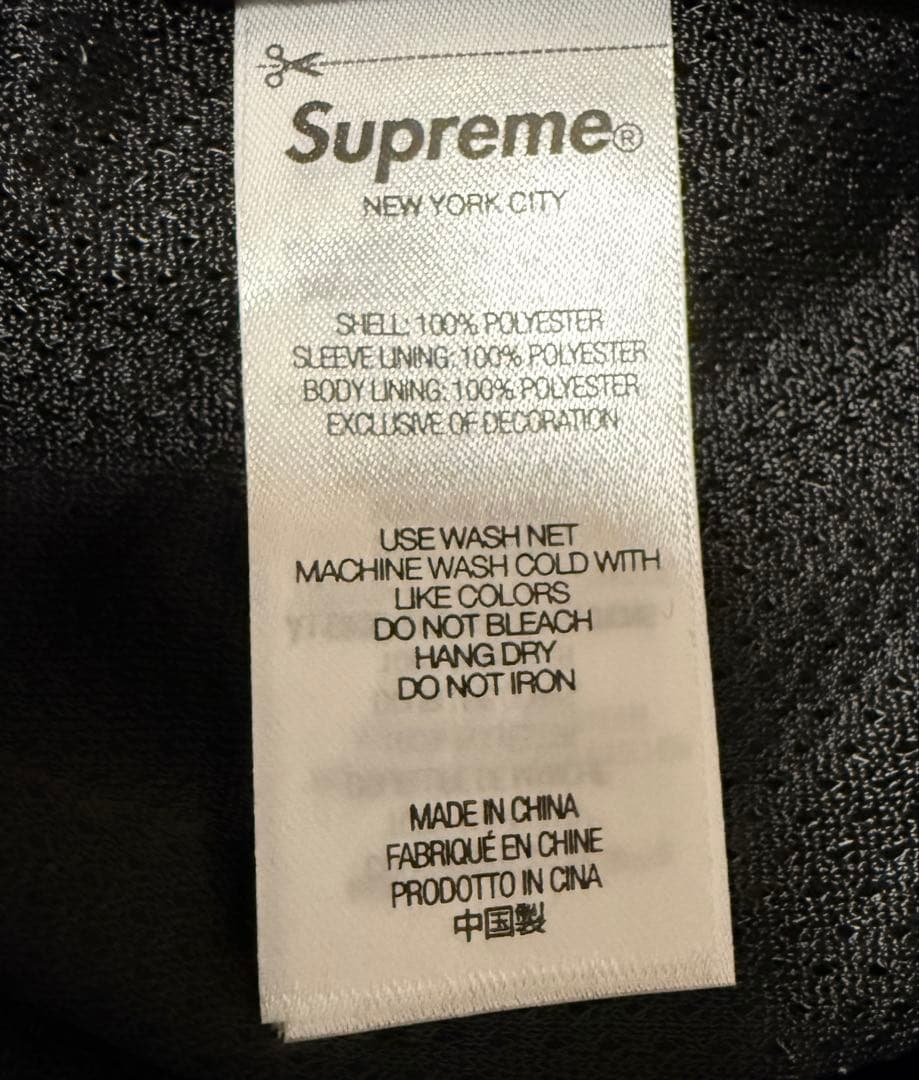 Supreme®
NEW YORK CITY
SHELL: 100% POLYESTER
SLEEVE LINING: 100% POLYESTER
BODY LINING: 100% POLYESTER
EXCLUSIVE OF DECORATION
USE WASH NET
MACHINE WASH COLD WITH
LIKE COLORS
DO NOT BLEACH
HANG DRY
DO NOT IRON
MADE IN CHINA
FABRIQUÉ EN CHINE
PRODOTTO IN CINA
中国製